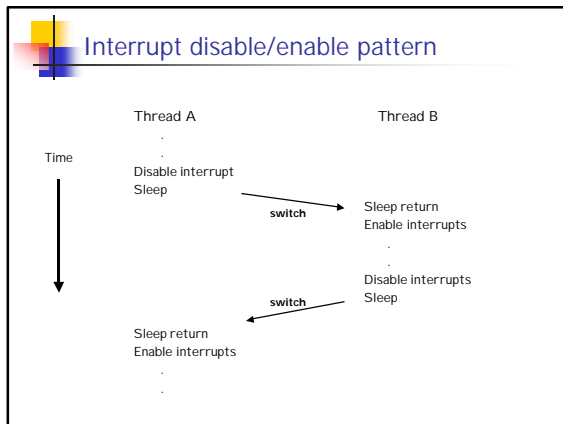 Interrupt disable/enable pattern
Thread A
Thread B
.
.
Time
Disable interrupt
Sleep
switch
Sleep return
Enable interrupts
.
.
Disable interrupts
switch
Sleep
Sleep return
Enable interrupts
.
.